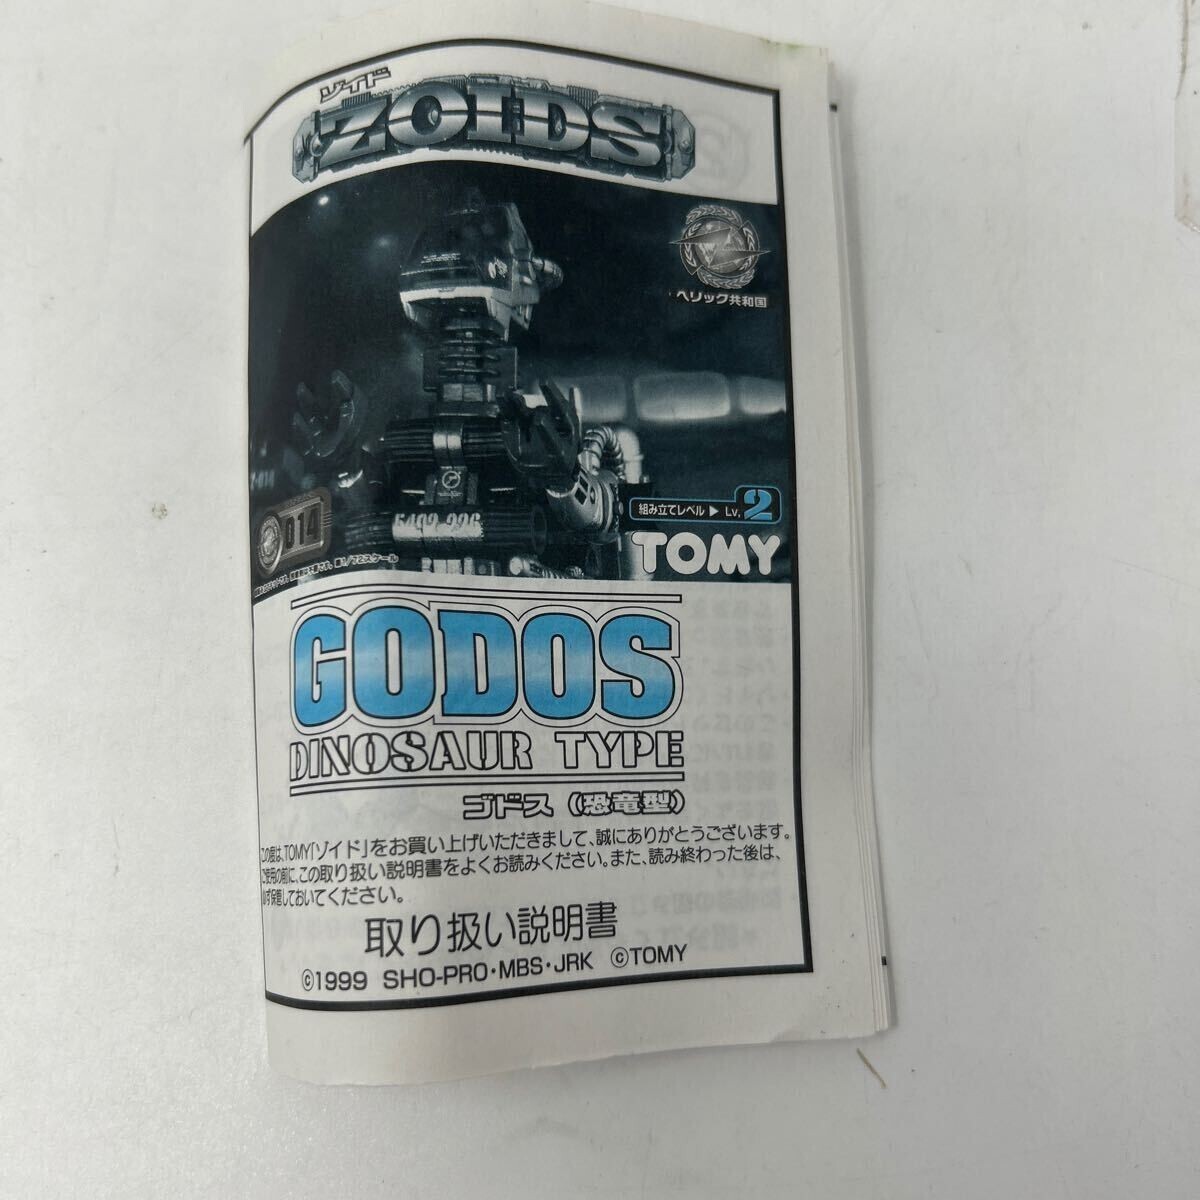 ゾイド
ZOIDS
ヘリック共和国
014
組み立てレベル ▶ Lv. 2
TOMY
GODOS
DINOSAUR TYPE
ゴドス (恐竜型)
この度は、TOMY「ゾイド」をお買い上げいただきまして、誠にありがとうございます。
ご使用の前に、この取り扱い説明書をよくお読みください。また、読み終わった後は、
必ず保管しておいてください。
取り扱い説明書
©1999 SHO-PRO・MBS・JRK ©TOMY